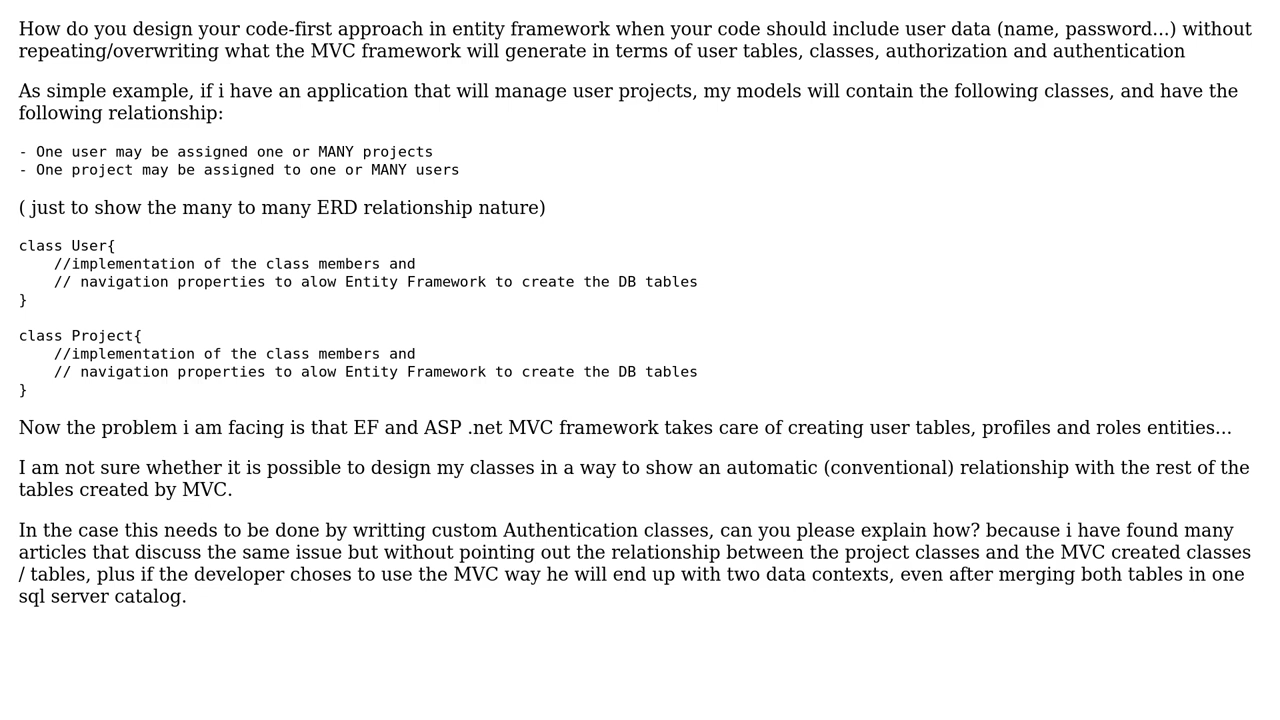 How do you design your code-first approach in entity framework when your code should include user data (name, password...) without
repeating/overwriting what the MVC framework will generate in terms of user tables, classes, authorization and authentication
As simple example, if i have an application that will manage user projects, my models will contain the following classes, and have the
following relationship:
- One user may be assigned one or MANY projects
- One project may be assigned to one or MANY users
( just to show the many to many ERD relationship nature)
class User{
    //implementation of the class members and
    // navigation properties to alow Entity Framework to create the DB tables
}
class Project{
    //implementation of the class members and
    // navigation properties to alow Entity Framework to create the DB tables
}
Now the problem i am facing is that EF and ASP .net MVC framework takes care of creating user tables, profiles and roles entities...
I am not sure whether it is possible to design my classes in a way to show an automatic (conventional) relationship with the rest of the
tables created by MVC.
In the case this needs to be done by writting custom Authentication classes, can you please explain how? because i have found many
articles that discuss the same issue but without pointing out the relationship between the project classes and the MVC created classes
/ tables, plus if the developer choses to use the MVC way he will end up with two data contexts, even after merging both tables in one
sql server catalog.